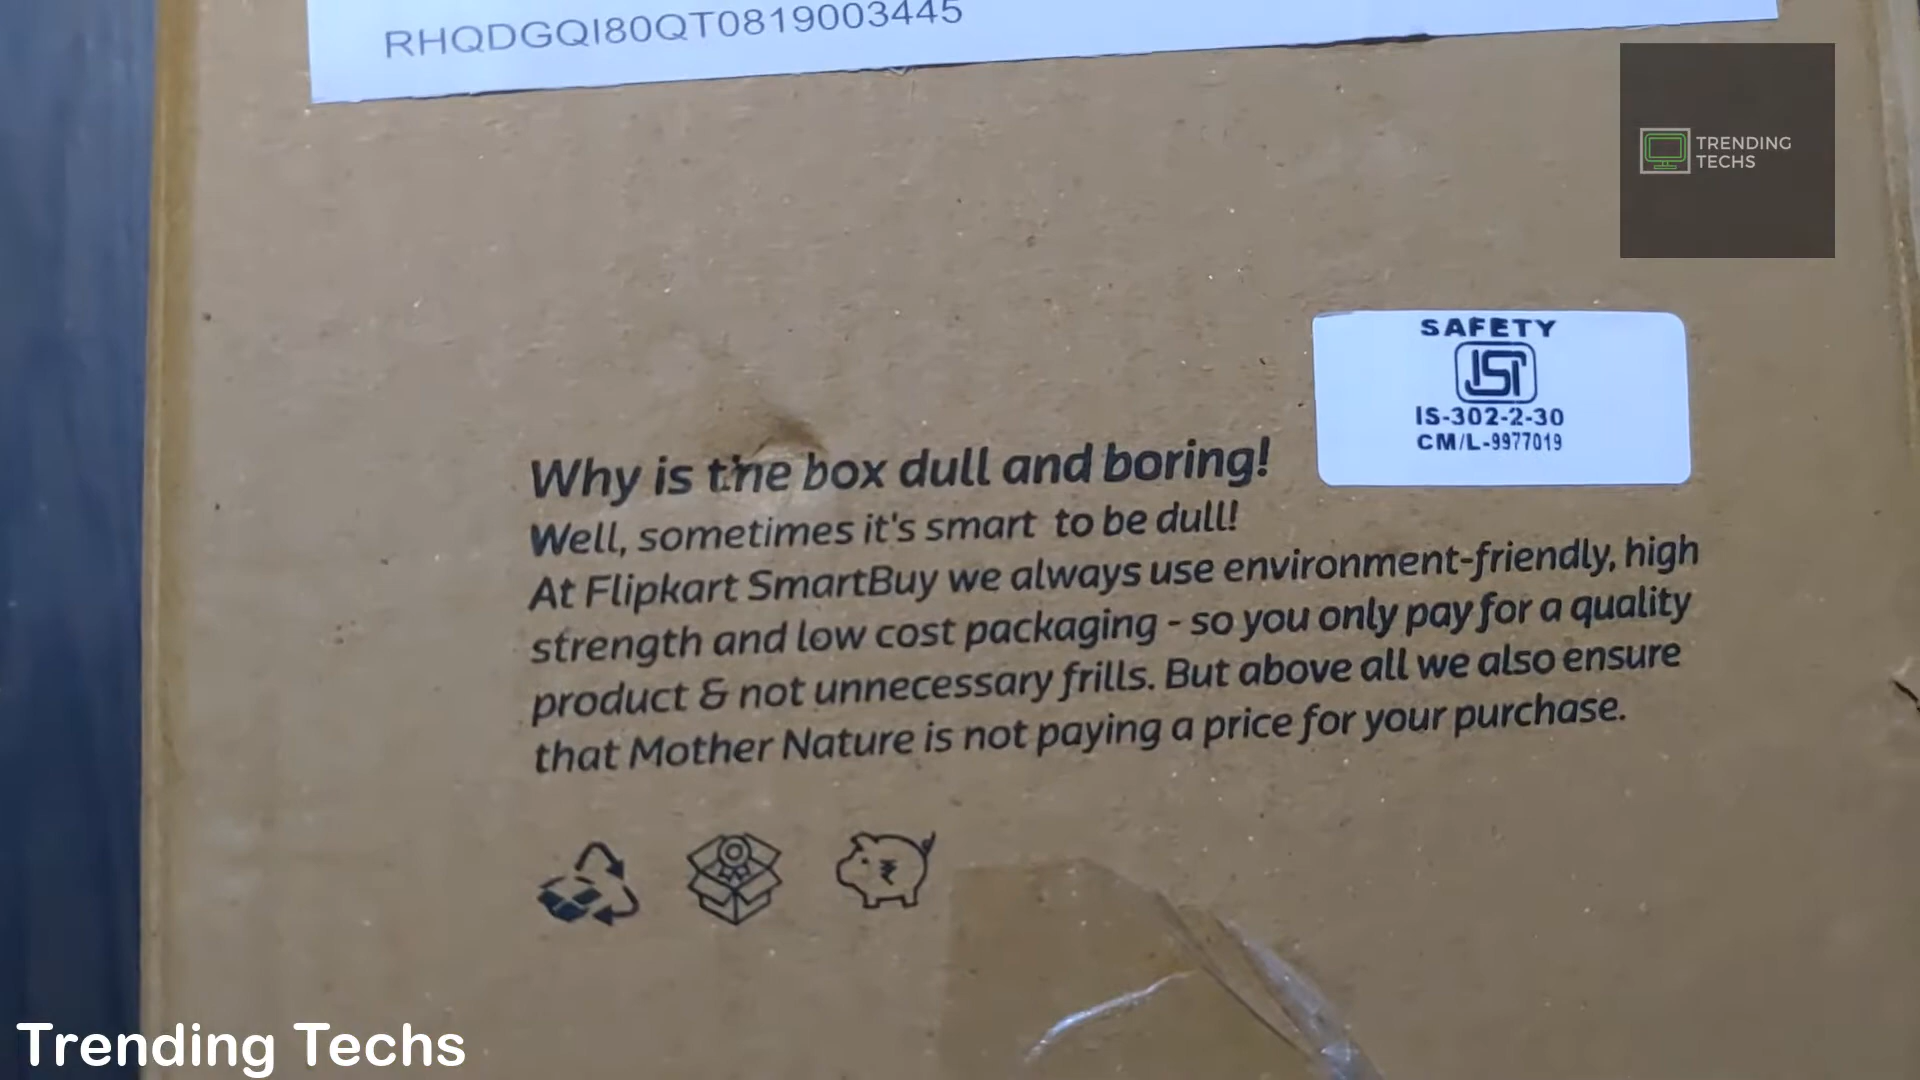 RHQDGQI80QT0819003445
TRENDING
TECHS
SAFETY
ISI
IS-302-2-30
CM/L-9977019
Why is the box dull and boring!
Well, sometimes it's smart to be dull!
At Flipkart SmartBuy we always use environment-friendly, high
strength and low cost packaging - so you only pay for a quality
product & not unnecessary frills. But above all we also ensure
that Mother Nature is not paying a price for your purchase.
₹
Trending Techs